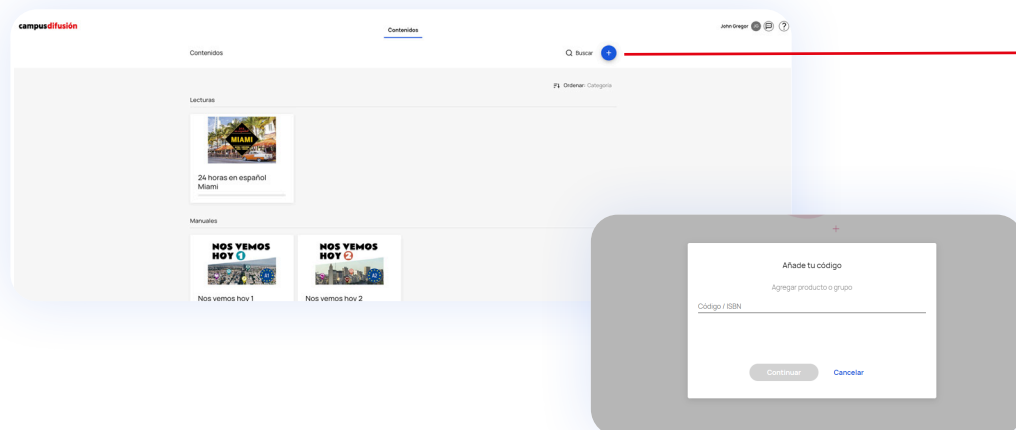 campusdifusión
Contenidos
John Gregor
?
Contenidos
Buscar +
Ordenar: Categoría
Lecturas
MIAMI
24 horas en español
Miami
Manuales
NOS VEMOS
HOY 1
A1
NOS VEMOS
HOY 2
A2
Nos vemos hoy 1
Nos vemos hoy 2
+
Añade tu código
Agregar producto o grupo
Código / ISBN
Continuar Cancelar